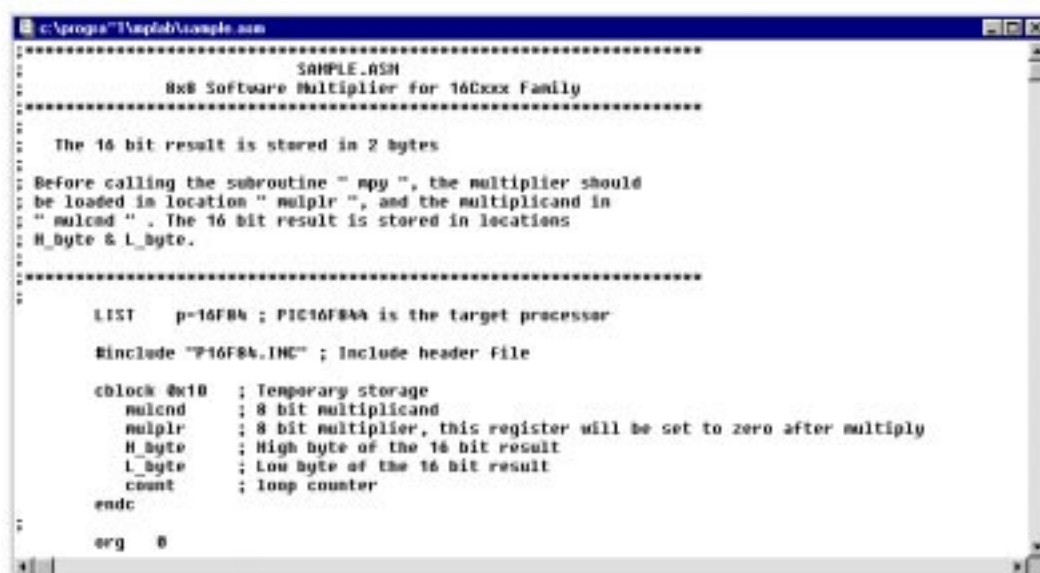 c:\progra~1\mplab\sample.asm
;**********************************************************************
; SAMPLE.ASM
; 8x8 Software Multiplier for 16Cxxx Family
;**********************************************************************
;
; The 16 bit result is stored in 2 bytes
;
; Before calling the subroutine " mpy ", the multiplier should
; be loaded in location " mulplr ", and the multiplicand in
; " mulcnd " . The 16 bit result is stored in locations
; H_byte & L_byte.
;
;**********************************************************************
;
LIST p=16F84 ; PIC16F844 is the target processor
#include "P16F84.INC" ; Include header file
cblock 0x10 ; Temporary storage
mulcnd ; 8 bit multiplicand
mulplr ; 8 bit multiplier, this register will be set to zero after multiply
H_byte ; High byte of the 16 bit result
L_byte ; Low byte of the 16 bit result
count ; loop counter
endc
;
org 0